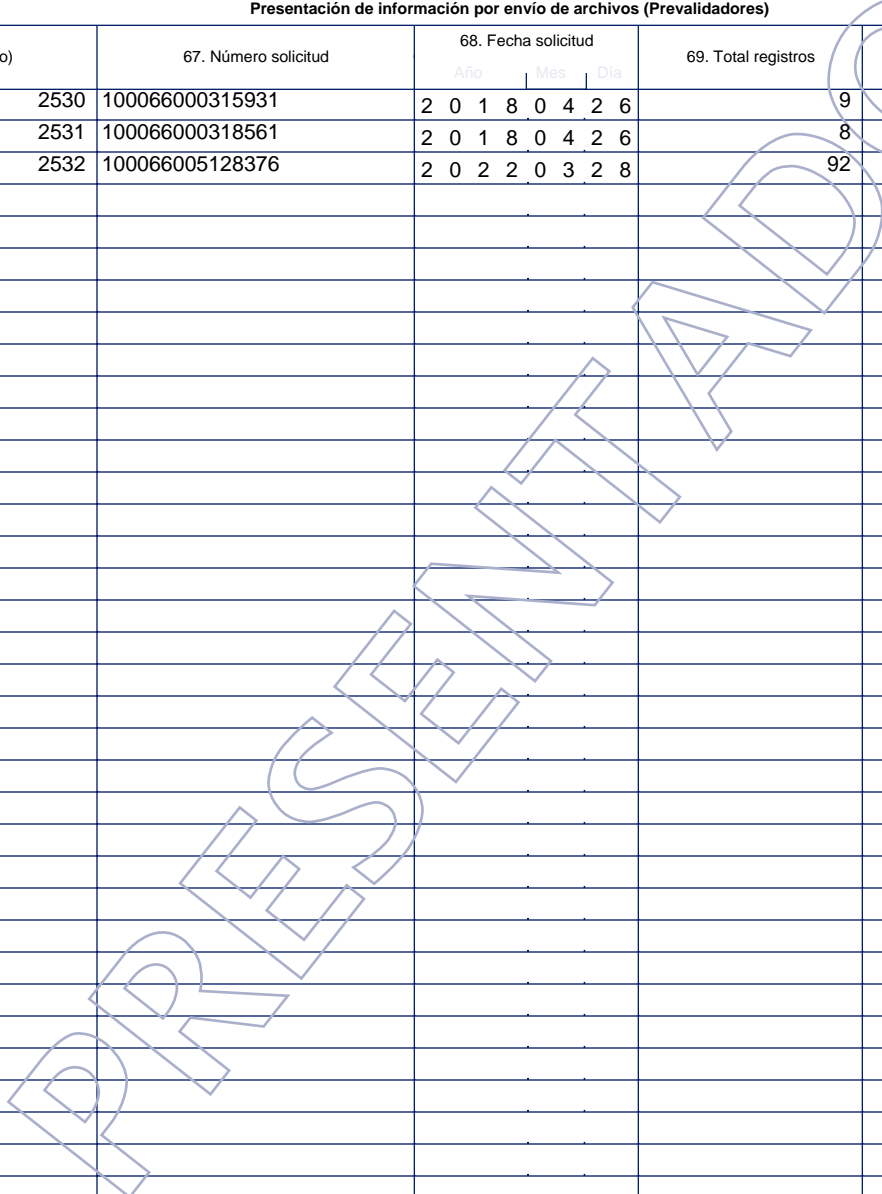 Presentación de información por envío de archivos (Prevalidadores)
o) 67. Número solicitud 68. Fecha solicitud 69. Total registros
Año Mes Día
2530 100066000315931 2 0 1 8 0 4 2 6 9
2531 100066000318561 2 0 1 8 0 4 2 6 8
2532 100066005128376 2 0 2 2 0 3 2 8 92
PRESENTADO